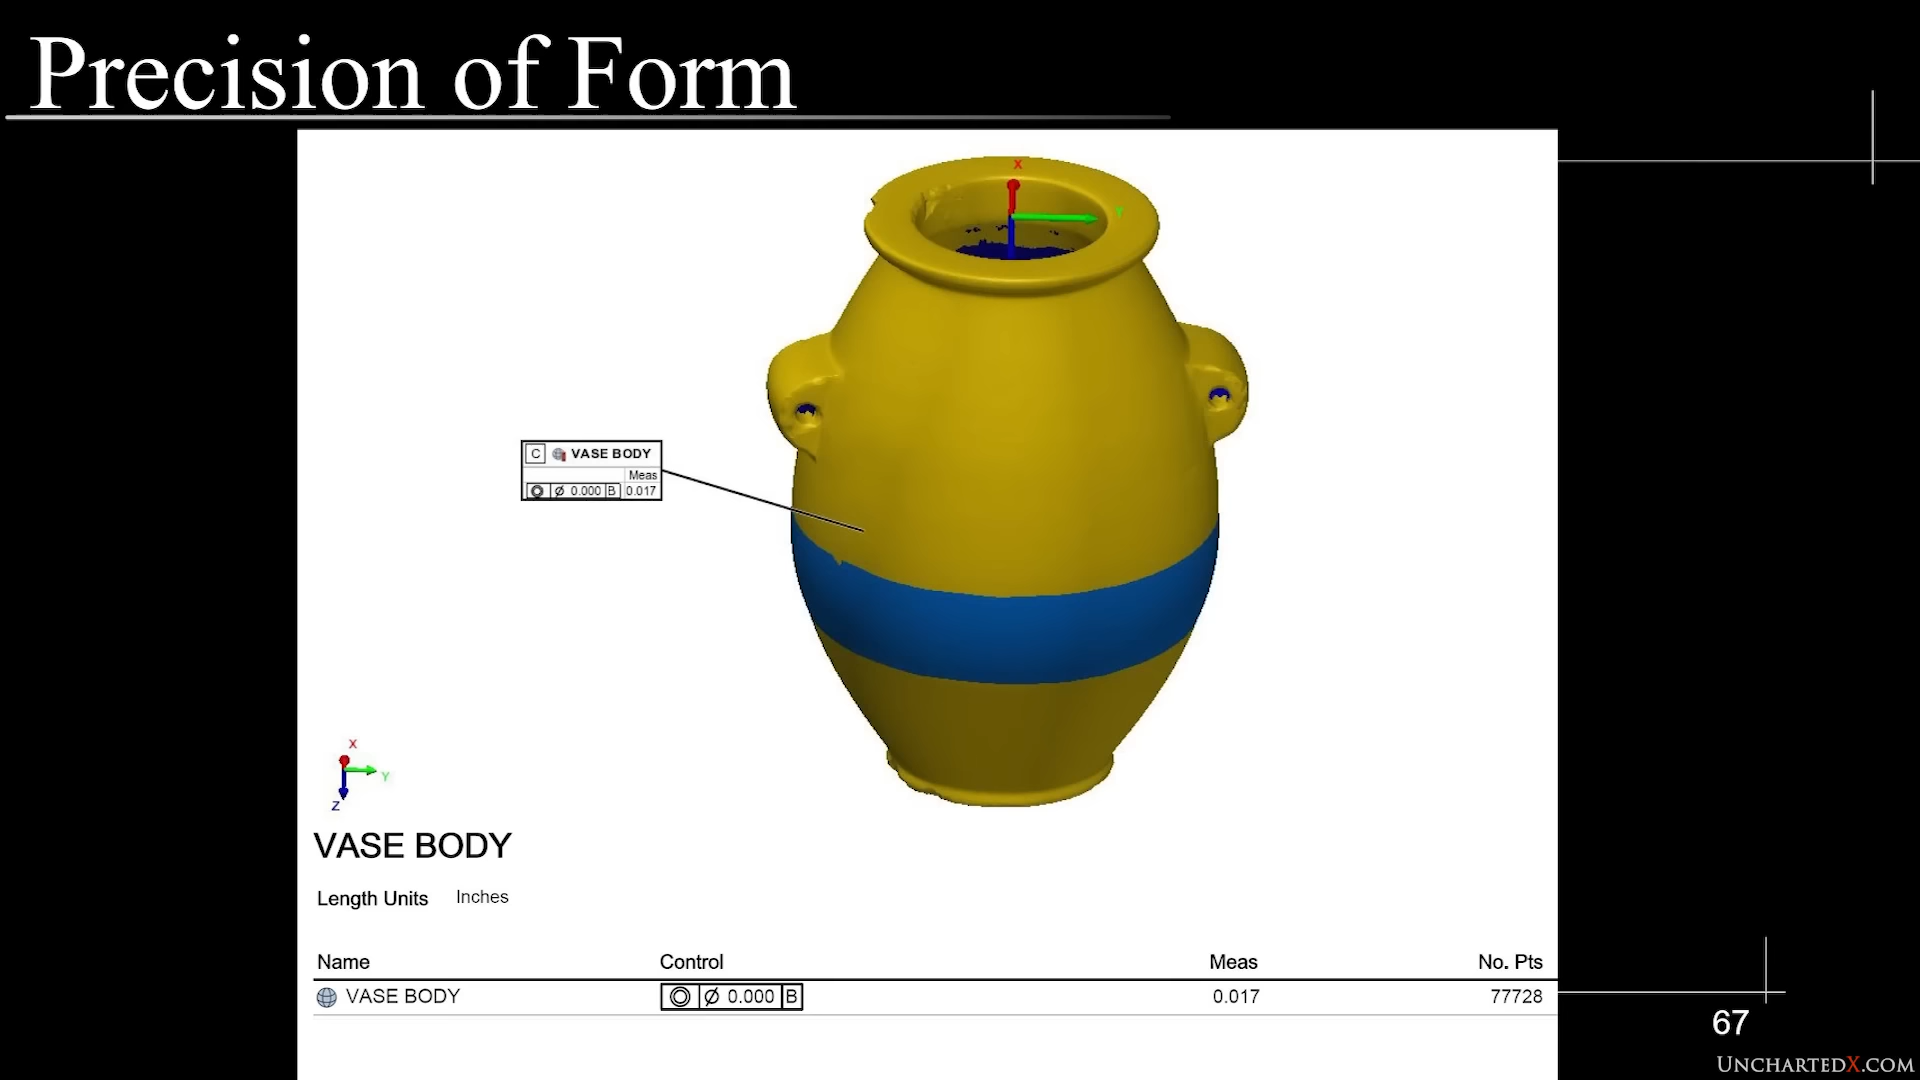 Precision of Form
X
Y
C VASE BODY
Meas
⌀ 0.000 B 0.017
X
Y
Z
VASE BODY
Length Units Inches
Name Control Meas No. Pts
VASE BODY ◎ ⌀ 0.000 B 0.017 77728
67
UNCHARTEDX.COM